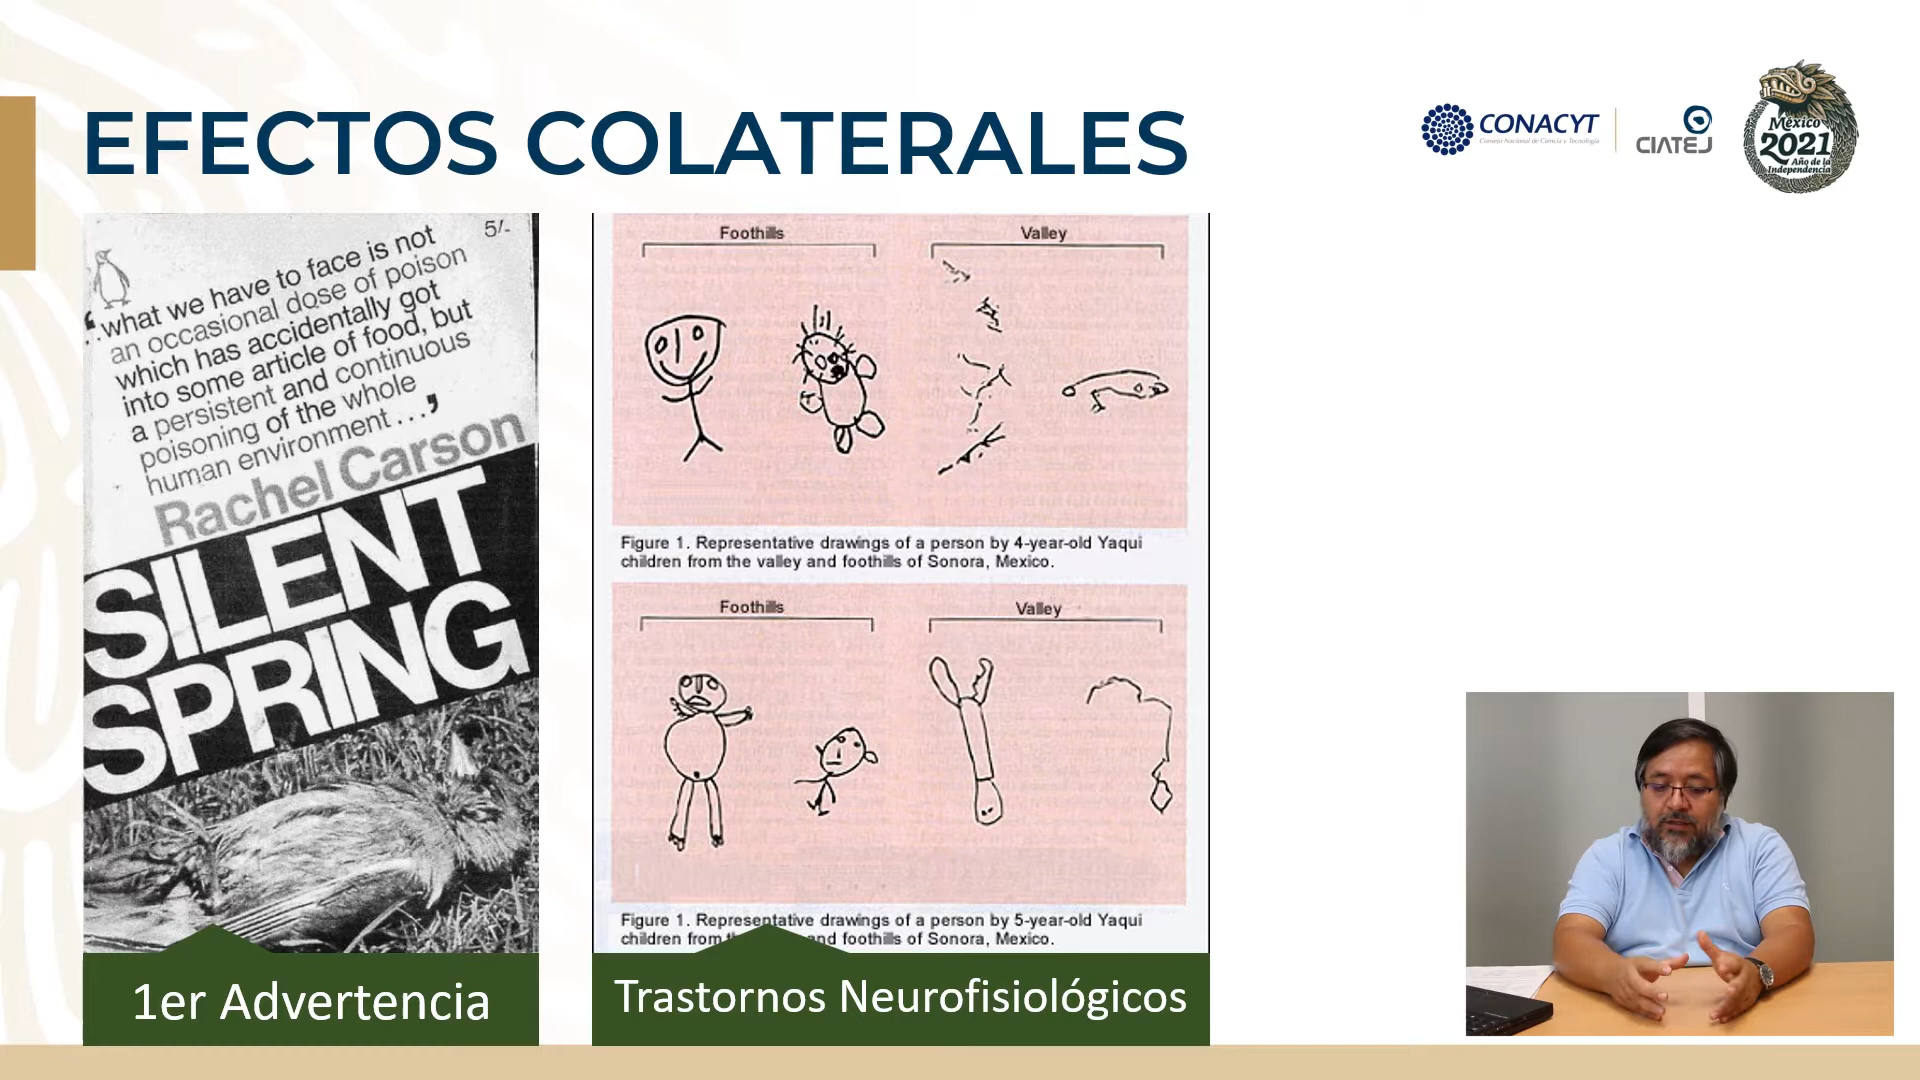 EFECTOS COLATERALES
CONACYT
Consejo Nacional de Ciencia y Tecnología
CIATEJ
México
2021
Año de la
Independencia
5/-
‘..what we have to face is not
an occasional dose of poison
which has accidentally got
into some article of food, but
a persistent and continuous
poisoning of the whole
human environment...’
Rachel Carson
SILENT
SPRING
1er Advertencia
Foothills
Valley
Figure 1. Representative drawings of a person by 4-year-old Yaqui
children from the valley and foothills of Sonora, Mexico.
Foothills
Valley
Figure 1. Representative drawings of a person by 5-year-old Yaqui
children from and foothills of Sonora, Mexico.
Trastornos Neurofisiológicos